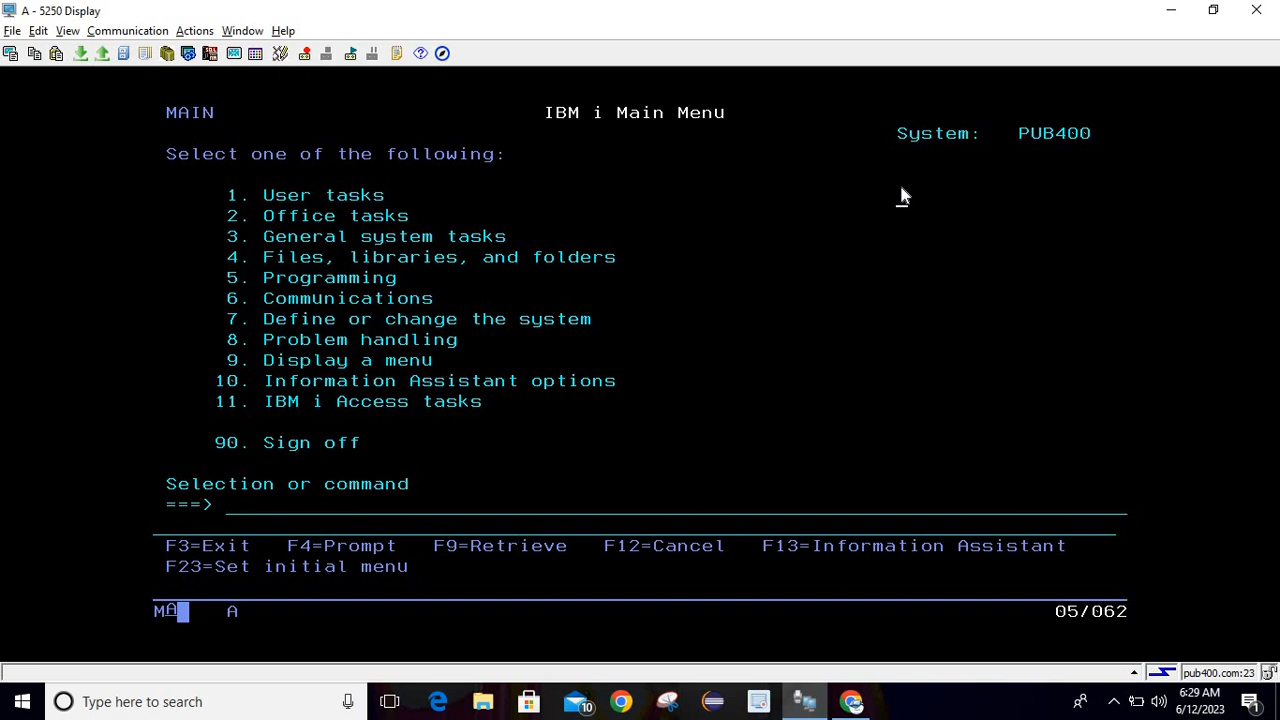 A - 5250 Display
File Edit View Communication Actions Window Help
MAIN IBM i Main Menu
System: PUB400
Select one of the following:
1. User tasks
2. Office tasks
3. General system tasks
4. Files, libraries, and folders
5. Programming
6. Communications
7. Define or change the system
8. Problem handling
9. Display a menu
10. Information Assistant options
11. IBM i Access tasks
90. Sign off
Selection or command
===>
F3=Exit F4=Prompt F9=Retrieve F12=Cancel F13=Information Assistant
F23=Set initial menu
MA A 05/062
pub400.com:23
Type here to search
10
6:29 AM
6/12/2023
1